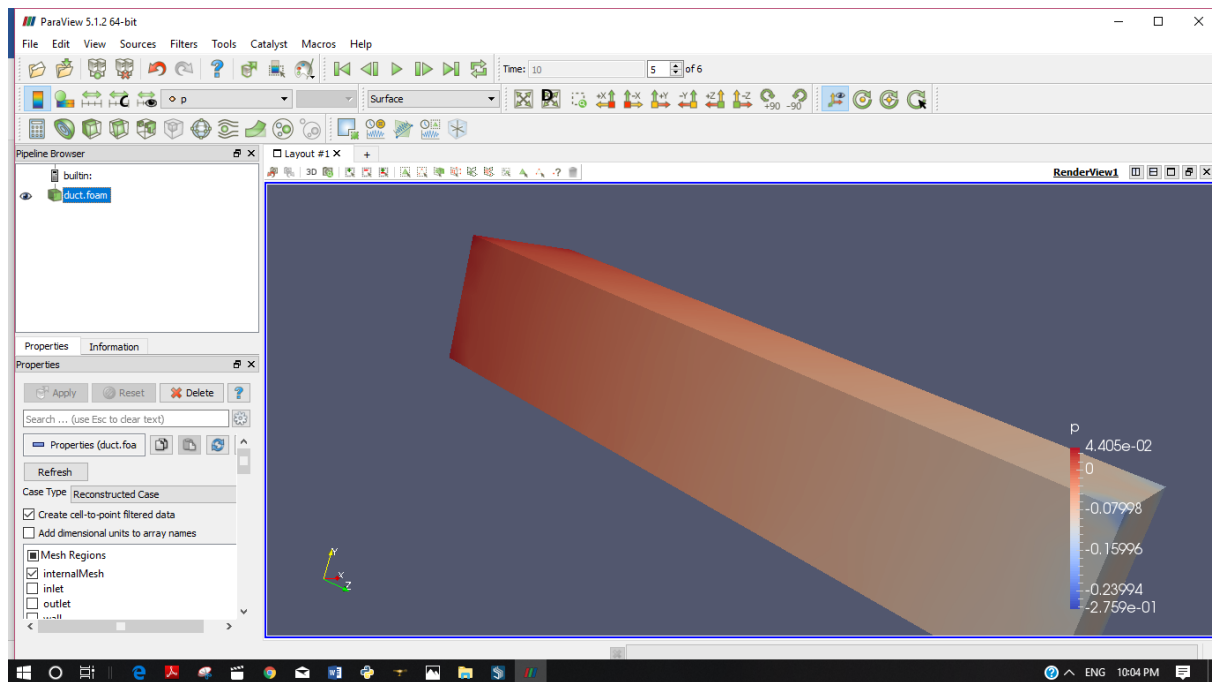 ParaView 5.1.2 64-bit
File Edit View Sources Filters Tools Catalyst Macros Help
Time: 10 5 of 6
p Surface +X -X +Y -Y +Z -Z +90 -90
Pipeline Browser
Layout #1 X +
3D
RenderView1
builtin:
duct.foam
Properties Information
Properties
Apply Reset Delete ?
Search ... (use Esc to clear text)
Properties (duct.foa
Refresh
Case Type Reconstructed Case
Create cell-to-point filtered data
Add dimensional units to array names
Mesh Regions
internalMesh
inlet
outlet
wall
p
4.405e-02
0
-0.07998
-0.15996
-0.23994
-2.759e-01
Y
X
Z
ENG 10:04 PM